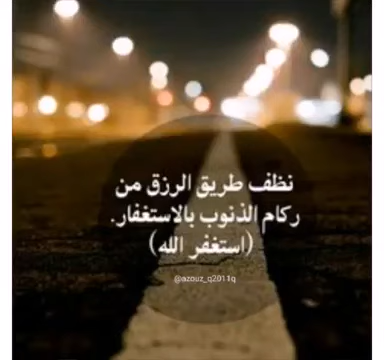 نظف طريق الرزق من
ركام الذنوب بالاستغفار.
(استغفر الله)
@azouz_q2011q